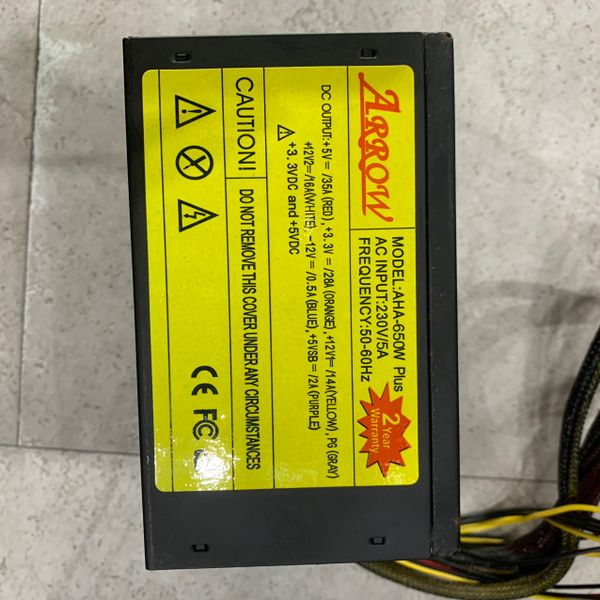 ARROW
MODEL:AHA-650W Plus
AC INPUT:230V/5A
FREQUENCY:50-60Hz
2
Year
Warranty
DC OUTPUT:+5V=/35A (RED), +3.3V=/28A (ORANGE), +12V1=/14A(YELLOW), PG (GRAY)
+12V2=/16A(WHITE), -12V=/0.5A (BLUE), +5VSB=/2A (PURPLE)
+3.3VDC and +5VDC
CAUTION!
DO NOT REMOVE THIS COVER UNDER ANY CIRCUMSTANCES
CE FC